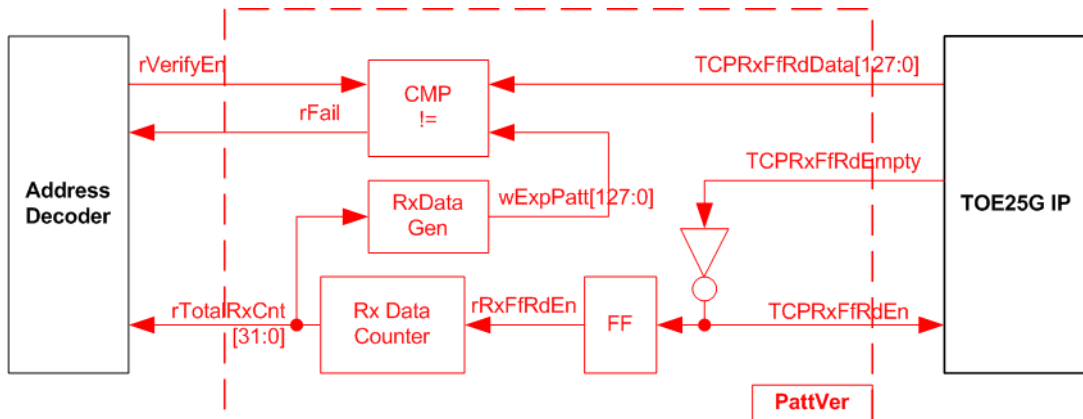 rVerifyEn
TCPRxFfRdData[127:0]
CMP
!=
rFail
TCPRxFfRdEmpty
Address
Decoder
RxData
Gen
wExpPatt[127:0]
TOE25G IP
rTotalRxCnt
[31:0]
Rx Data
Counter
rRxFfRdEn
FF
TCPRxFfRdEn
PattVer